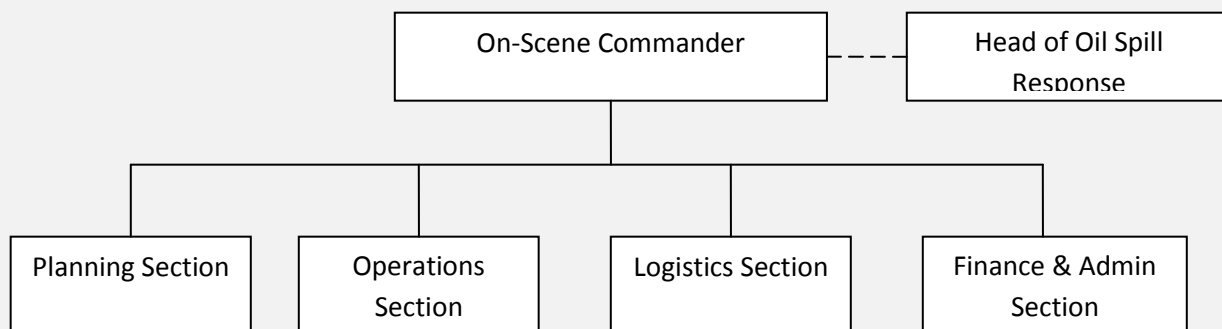 On-Scene Commander
Head of Oil Spill
Response
Planning Section
Operations
Section
Logistics Section
Finance & Admin
Section